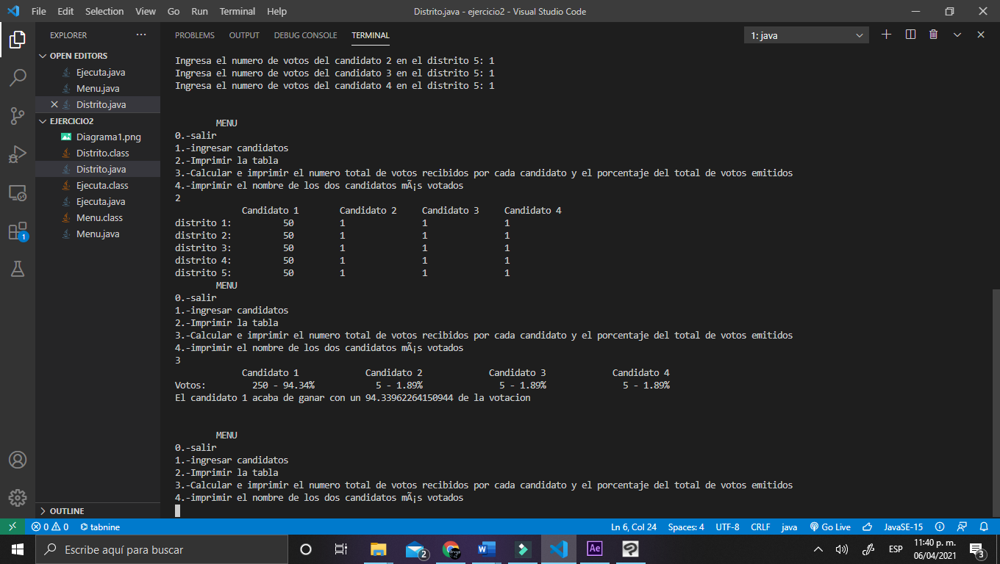 File Edit Selection View Go Run Terminal Help Distrito.java - ejercicio2 - Visual Studio Code
EXPLORER
OPEN EDITORS
Ejecuta.java
Menu.java
Distrito.java
EJERCICIO2
Diagrama1.png
Distrito.class
Distrito.java
Ejecuta.class
Ejecuta.java
Menu.class
Menu.java
OUTLINE
1
PROBLEMS OUTPUT DEBUG CONSOLE TERMINAL 1: java
Ingresa el numero de votos del candidato 2 en el distrito 5: 1
Ingresa el numero de votos del candidato 3 en el distrito 5: 1
Ingresa el numero de votos del candidato 4 en el distrito 5: 1
MENU
0.-salir
1.-ingresar candidatos
2.-Imprimir la tabla
3.-Calcular e imprimir el numero total de votos recibidos por cada candidato y el porcentaje del total de votos emitidos
4.-imprimir el nombre de los dos candidatos mÃ¡s votados
2
Candidato 1 Candidato 2 Candidato 3 Candidato 4
distrito 1: 50 1 1 1
distrito 2: 50 1 1 1
distrito 3: 50 1 1 1
distrito 4: 50 1 1 1
distrito 5: 50 1 1 1
MENU
0.-salir
1.-ingresar candidatos
2.-Imprimir la tabla
3.-Calcular e imprimir el numero total de votos recibidos por cada candidato y el porcentaje del total de votos emitidos
4.-imprimir el nombre de los dos candidatos mÃ¡s votados
3
Candidato 1 Candidato 2 Candidato 3 Candidato 4
Votos: 250 - 94.34% 5 - 1.89% 5 - 1.89% 5 - 1.89%
El candidato 1 acaba de ganar con un 94.33962264150944 de la votacion
MENU
0.-salir
1.-ingresar candidatos
2.-Imprimir la tabla
3.-Calcular e imprimir el numero total de votos recibidos por cada candidato y el porcentaje del total de votos emitidos
4.-imprimir el nombre de los dos candidatos mÃ¡s votados
0 0 tabnine Ln 6, Col 24 Spaces: 4 UTF-8 CRLF java Go Live JavaSE-15
Escribe aquí para buscar 2 W Ae ESP 11:40 p. m. 3
06/04/2021